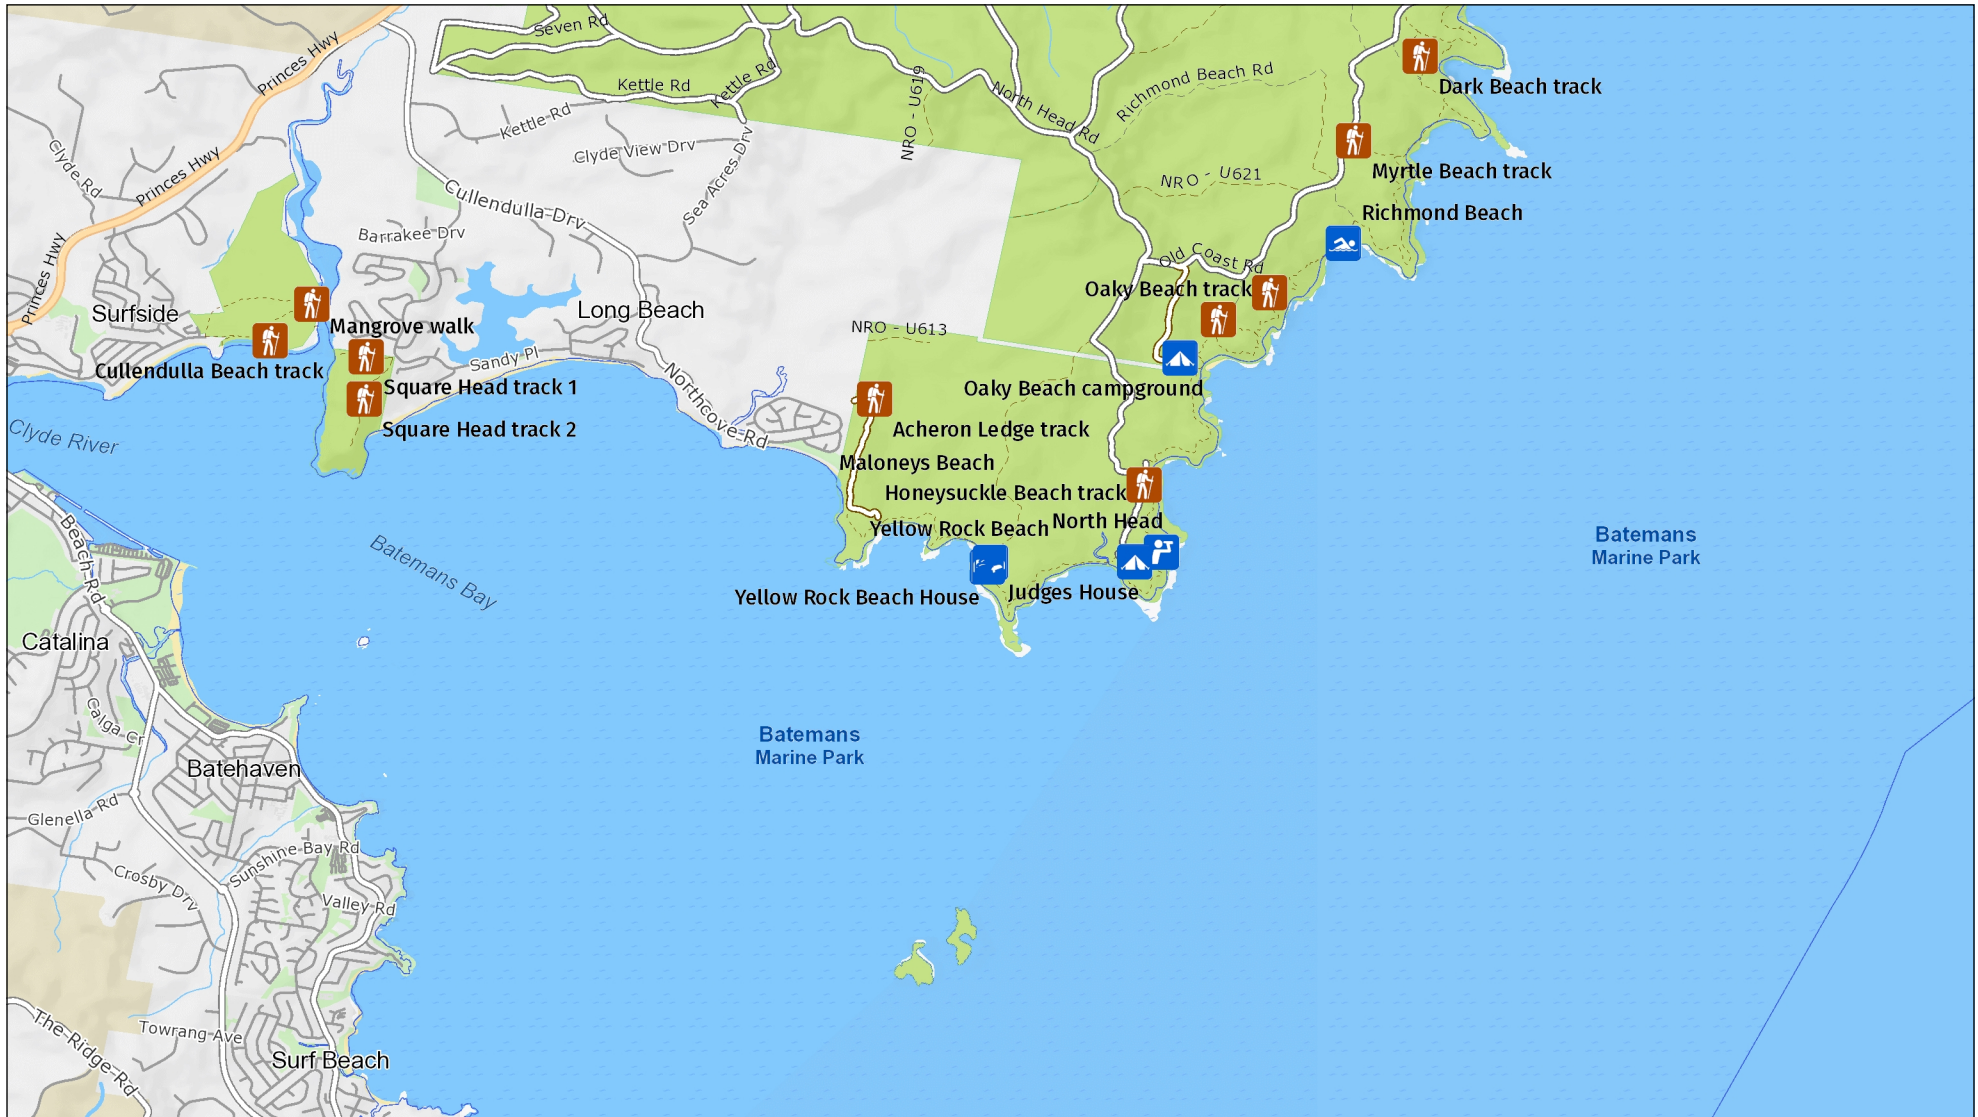 Seven Rd
Princes Hwy
Kettle Rd
Kettle Rd
NRO - U619
North Head Rd
Richmond Beach Rd
Dark Beach track
Kettle Rd
Clyde View Drv
Clyde Rd
Princes Hwy
Sea Acres Drv
Cullendulla Drv
NRO - U621
Myrtle Beach track
Richmond Beach
Barrakee Drv
Princes Hwy
Old Coast Rd
Oaky Beach track
Surfside
Long Beach
Mangrove walk
NRO - U613
Cullendulla Beach track
Sandy Pl
Square Head track 1
Oaky Beach campground
Northcove Rd
Square Head track 2
Acheron Ledge track
Clyde River
Maloneys Beach
Honeysuckle Beach track
Yellow Rock Beach
North Head
Beach Rd
Batemans Bay
Batemans
Marine Park
Yellow Rock Beach House
Judges House
Catalina
Calga Cr
Batemans
Marine Park
Batehaven
Glenella Rd
Sunshine Bay Rd
Crosby Drv
Valley Rd
The Ridge Rd
Towrang Ave
Surf Beach